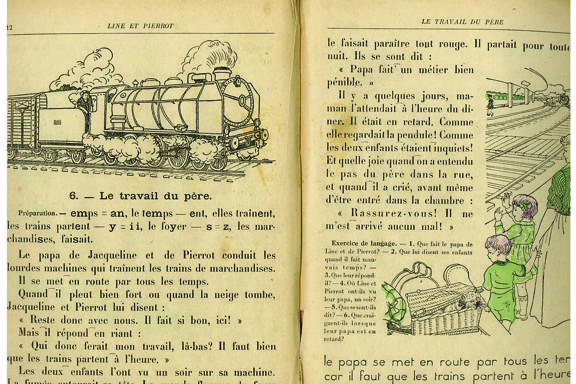 12 LINE ET PIERROT
6. — Le travail du père.
Préparation. — emps = an, le temps — ent, elles traînent,
les trains partent — y = ii, le foyer — s = z, les mar-
chandises, faisait.
Le papa de Jacqueline et de Pierrot conduit les
lourdes machines qui traînent les trains de marchandises.
Il se met en route par tous les temps.
Quand il pleut bien fort ou quand la neige tombe,
Jacqueline et Pierrot lui disent :
« Reste donc avec nous. Il fait si bon, ici! »
Mais il répond en riant :
« Qui donc ferait mon travail, là-bas? Il faut bien
que les trains partent à l'heure. »
Les deux enfants l'ont vu un soir sur sa machine.
LE TRAVAIL DU PÈRE
le faisait paraître tout rouge. Il partait pour toute
nuit. Ils se sont dit :
« Papa fait un métier bien
pénible. »
Il y a quelques jours, ma-
man l'attendait à l'heure du dî-
ner. Il était en retard. Comme
elle regardait la pendule! Comme
les deux enfants étaient inquiets!
Et quelle joie quand on a entendu
le pas du père dans la rue,
et quand il a crié, avant même
d'être entré dans la chambre :
« Rassurez-vous! Il ne
m'est arrivé aucun mal! »
Exercice de langage. — 1. Que fait le papa de
Line et de Pierrot? — 2. Que lui disent ses enfants
quand il fait mau-
vais temps? —
3. Que leur répond-
il? — 4. Où Line et
Pierrot ont-ils vu
leur papa, un soir?
— 5. Que se sont-ils
dit? — 6. Que crai-
gnent-ils lorsque
leur papa est en
retard?
le papa se met en route par tous les tem
car il faut que les trains partent à l'heure